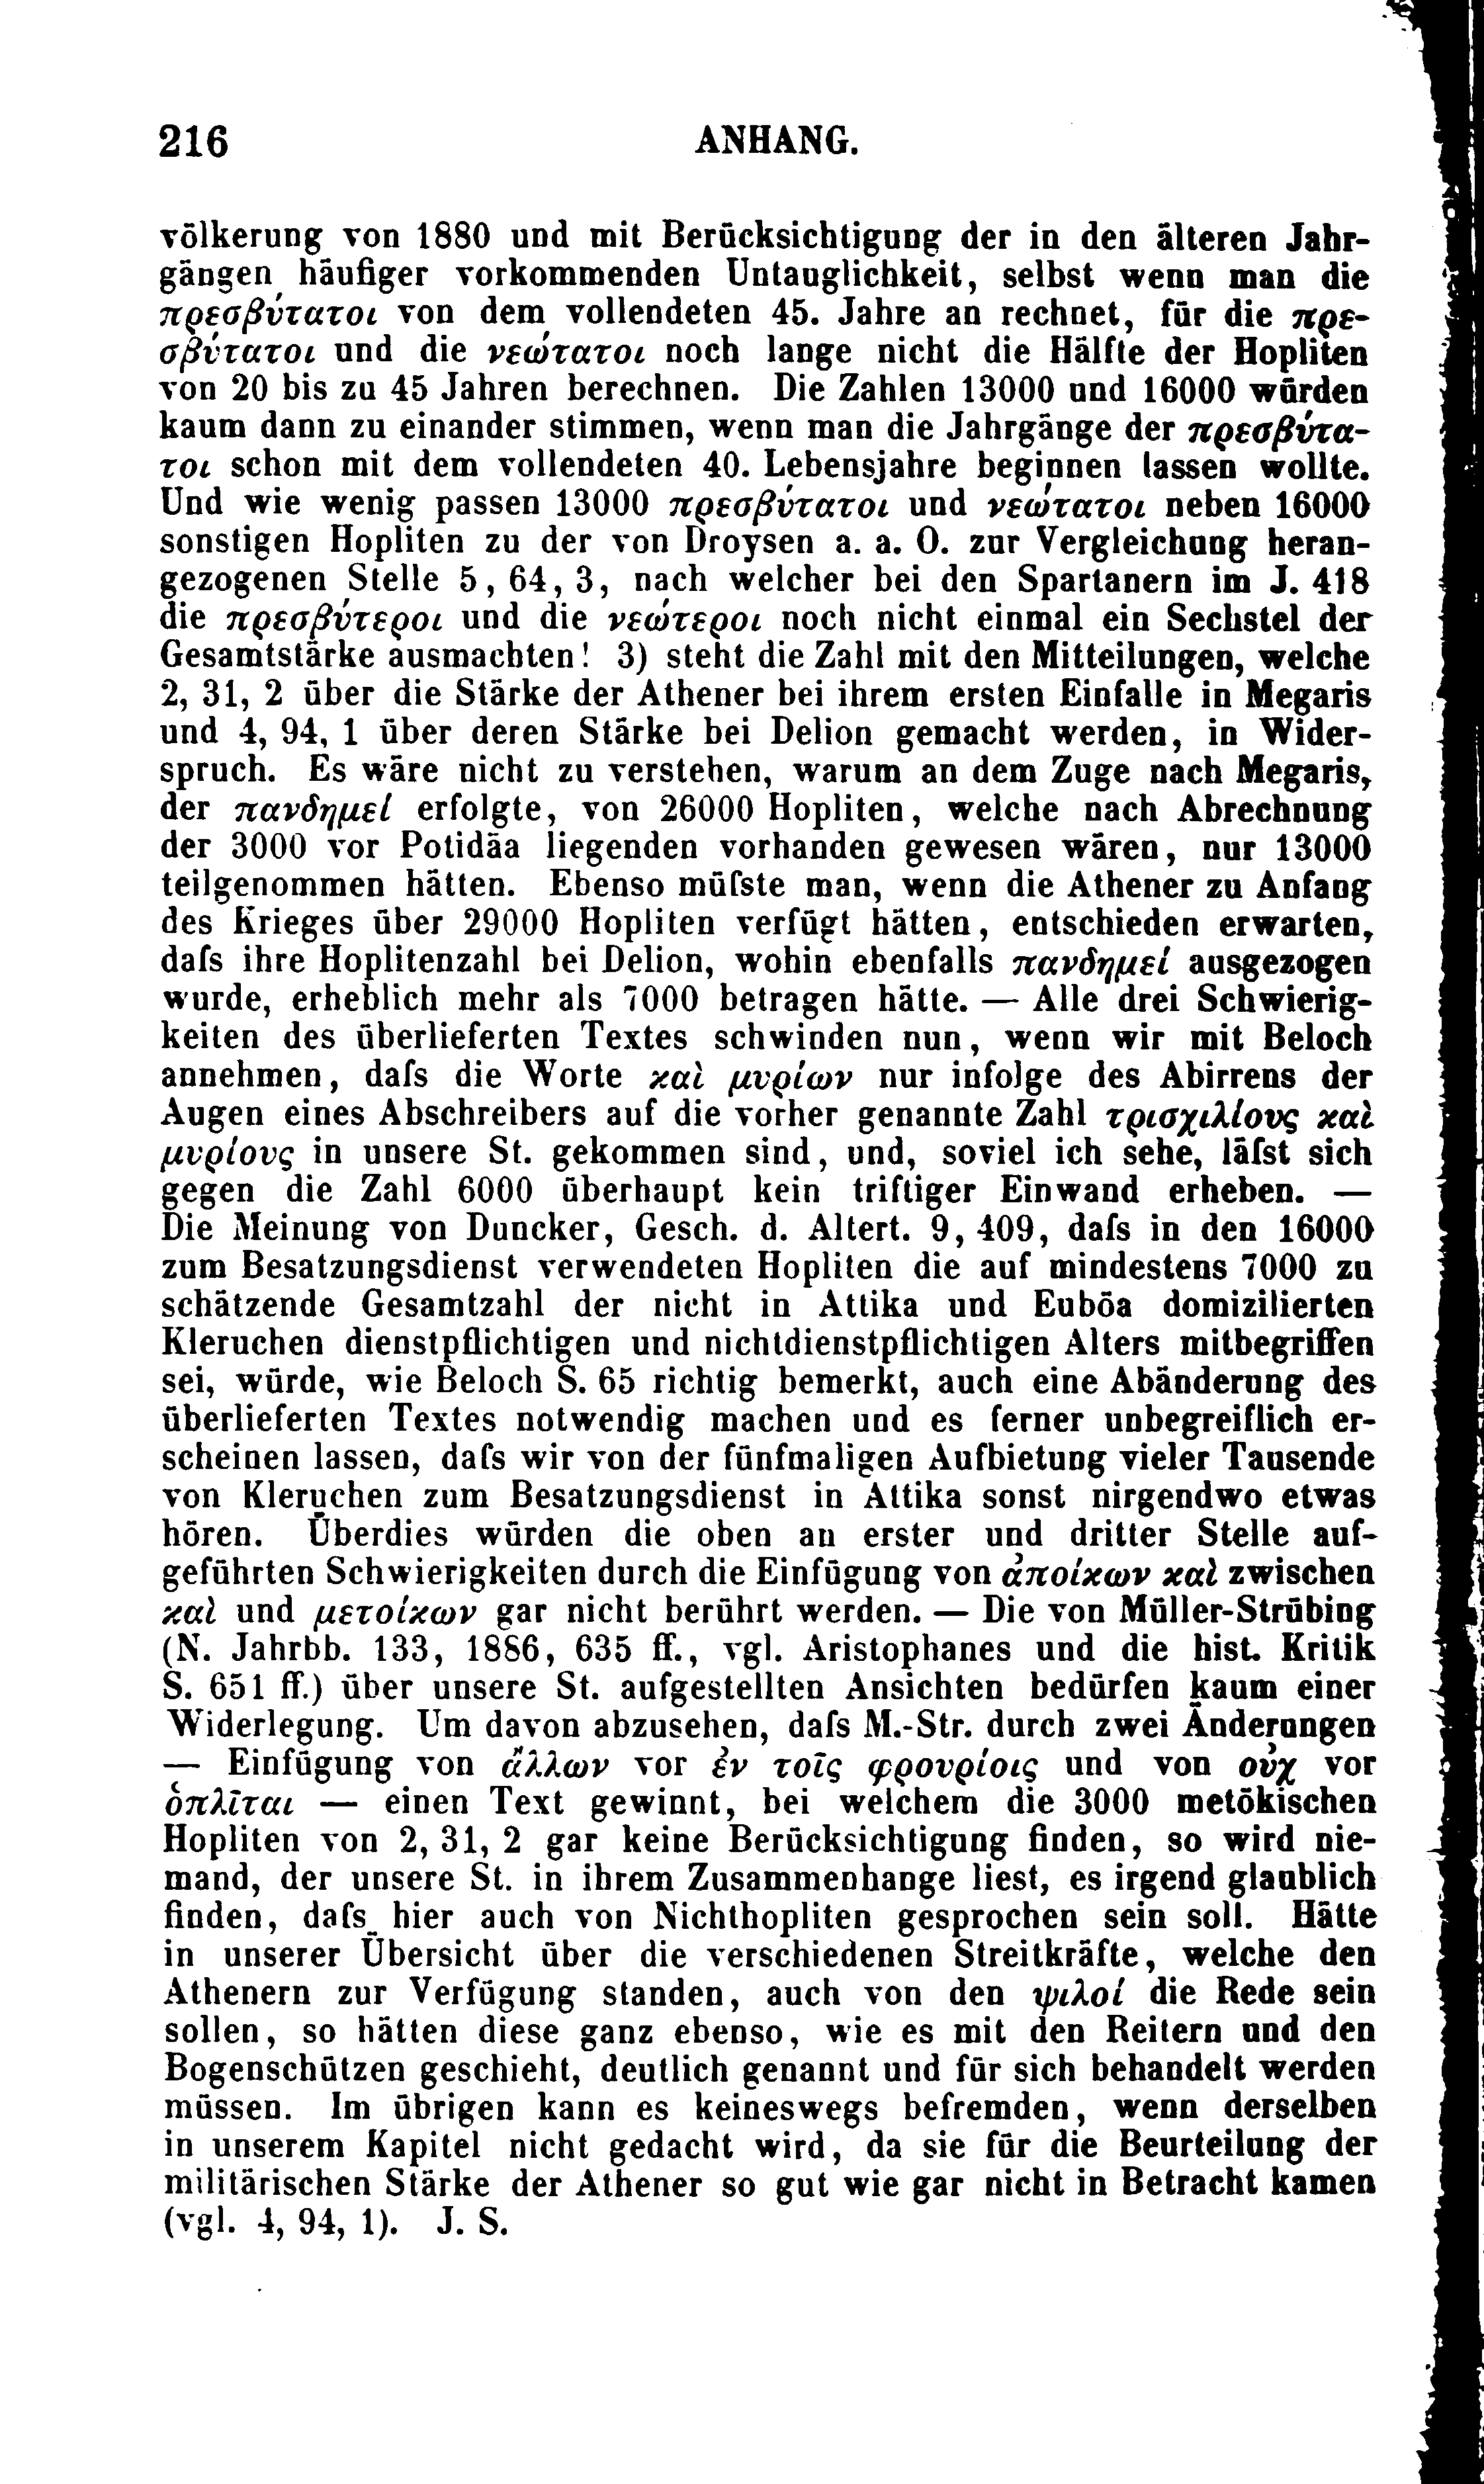 216 ANHANG.
völkerung von 1880 und mit Berücksichtigung der in den älteren Jahr-
gängen häufiger vorkommenden Untauglichkeit, selbst wenn man die
πρεσβύτατοι von dem vollendeten 45. Jahre an rechnet, für die πρε-
σβύτατοι und die νεώτατοι noch lange nicht die Hälfte der Hopliten
von 20 bis zu 45 Jahren berechnen. Die Zahlen 13000 und 16000 würden
kaum dann zu einander stimmen, wenn man die Jahrgänge der πρεσβύτα-
τοι schon mit dem vollendeten 40. Lebensjahre beginnen lassen wollte.
Und wie wenig passen 13000 πρεσβύτατοι und νεώτατοι neben 16000
sonstigen Hopliten zu der von Droysen a. a. O. zur Vergleichung heran-
gezogenen Stelle 5, 64, 3, nach welcher bei den Spartanern im J. 418
die πρεσβύτεροι und die νεώτεροι noch nicht einmal ein Sechstel der
Gesamtstärke ausmachten! 3) steht die Zahl mit den Mitteilungen, welche
2, 31, 2 über die Stärke der Athener bei ihrem ersten Einfalle in Megaris
und 4, 94, 1 über deren Stärke bei Delion gemacht werden, in Wider-
spruch. Es wäre nicht zu verstehen, warum an dem Zuge nach Megaris,
der πανδημεί erfolgte, von 26000 Hopliten, welche nach Abrechnung
der 3000 vor Potidäa liegenden vorhanden gewesen wären, nur 13000
teilgenommen hätten. Ebenso müſste man, wenn die Athener zu Anfang
des Krieges über 29000 Hopliten verfügt hätten, entschieden erwarten,
daſs ihre Hoplitenzahl bei Delion, wohin ebenfalls πανδημεί ausgezogen
wurde, erheblich mehr als 7000 betragen hätte. — Alle drei Schwierig-
keiten des überlieferten Textes schwinden nun, wenn wir mit Beloch
annehmen, daſs die Worte καὶ μυρίων nur infolge des Abirrens der
Augen eines Abschreibers auf die vorher genannte Zahl τρισχιλίους καὶ
μυρίους in unsere St. gekommen sind, und, soviel ich sehe, läſst sich
gegen die Zahl 6000 überhaupt kein triftiger Einwand erheben. —
Die Meinung von Duncker, Gesch. d. Altert. 9, 409, daſs in den 16000
zum Besatzungsdienst verwendeten Hopliten die auf mindestens 7000 zu
schätzende Gesamtzahl der nicht in Attika und Euböa domizilierten
Kleruchen dienstpflichtigen und nichtdienstpflichtigen Alters mitbegriffen
sei, würde, wie Beloch S. 65 richtig bemerkt, auch eine Abänderung des
überlieferten Textes notwendig machen und es ferner unbegreiflich er-
scheinen lassen, daſs wir von der fünfmaligen Aufbietung vieler Tausende
von Kleruchen zum Besatzungsdienst in Attika sonst nirgendwo etwas
hören. Überdies würden die oben an erster und dritter Stelle auf-
geführten Schwierigkeiten durch die Einfügung von ἀποίκων καὶ zwischen
καὶ und μετοίκων gar nicht berührt werden. — Die von Müller-Strübing
(N. Jahrbb. 133, 1886, 635 ff., vgl. Aristophanes und die hist. Kritik
S. 651 ff.) über unsere St. aufgestellten Ansichten bedürfen kaum einer
Widerlegung. Um davon abzusehen, daſs M.-Str. durch zwei Änderungen
— Einfügung von ἄλλων vor ἐν τοῖς φρουρίοις und von οὐχ vor
ὁπλῖται — einen Text gewinnt, bei welchem die 3000 metökischen
Hopliten von 2, 31, 2 gar keine Berücksichtigung finden, so wird nie-
mand, der unsere St. in ihrem Zusammenhange liest, es irgend glaublich
finden, daſs hier auch von Nichthopliten gesprochen sein soll. Hätte
in unserer Übersicht über die verschiedenen Streitkräfte, welche den
Athenern zur Verfügung standen, auch von den ψιλοί die Rede sein
sollen, so hätten diese ganz ebenso, wie es mit den Reitern und den
Bogenschützen geschieht, deutlich genannt und für sich behandelt werden
müssen. Im übrigen kann es keineswegs befremden, wenn derselben
in unserem Kapitel nicht gedacht wird, da sie für die Beurteilung der
militärischen Stärke der Athener so gut wie gar nicht in Betracht kamen
(vgl. 4, 94, 1). J. S.